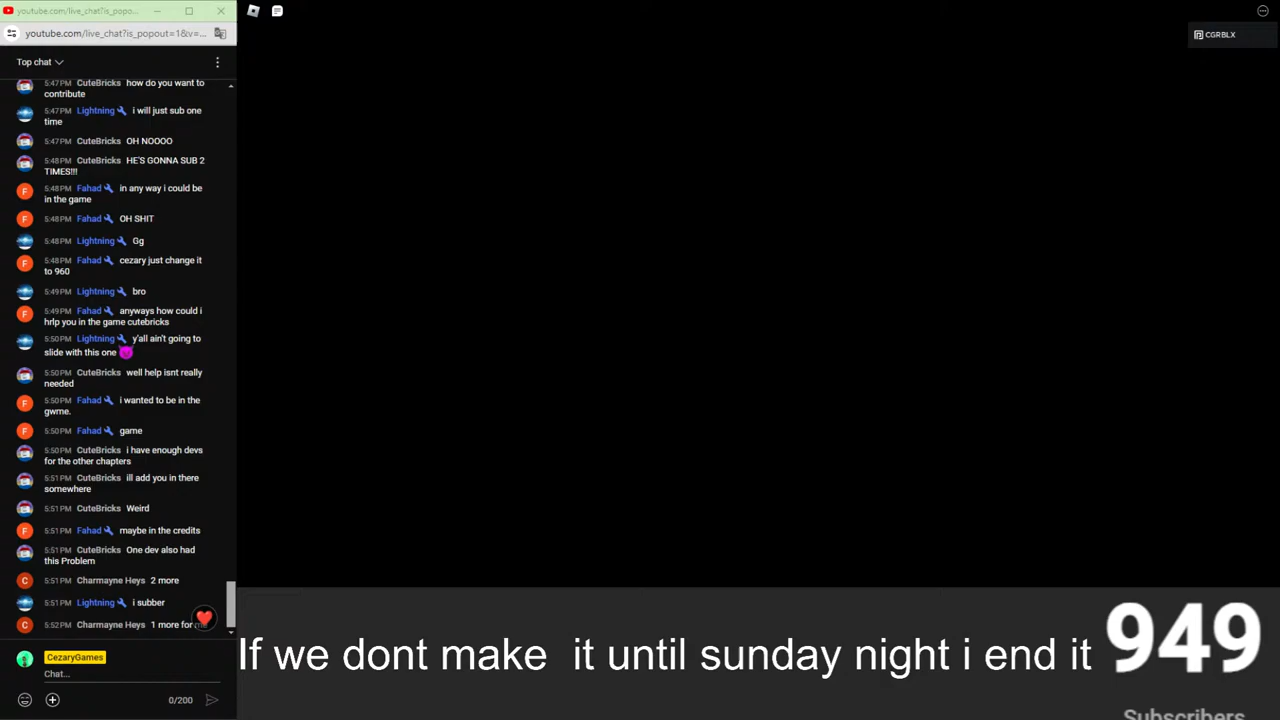 youtube.com/live_chat?is_popo...
youtube.com/live_chat?is_popout=1&v=...
Top chat
5:47PM CuteBricks how do you want to
contribute
5:47PM Lightning i will just sub one
time
5:47PM CuteBricks OH NOOOO
5:48PM CuteBricks HE'S GONNA SUB 2
TIMES!!!
5:48PM Fahad in any way i could be
in the game
5:48PM Fahad OH SHIT
5:48PM Lightning Gg
5:48PM Fahad cezary just change it
to 960
5:49PM Lightning bro
5:49PM Fahad anyways how could i
hrlp you in the game cutebricks
5:50PM Lightning y'all ain't going to
slide with this one
5:50PM CuteBricks well help isnt really
needed
5:50PM Fahad i wanted to be in the
gwme.
5:50PM Fahad game
5:50PM CuteBricks i have enough devs
for the other chapters
5:51PM CuteBricks ill add you in there
somewhere
5:51PM CuteBricks Weird
5:51PM Fahad maybe in the credits
5:51PM CuteBricks One dev also had
this Problem
5:51PM Charmayne Heys 2 more
5:51PM Lightning i subber
5:52PM Charmayne Heys 1 more for
CezaryGames
Chat...
0/200
CGRBLX
If we dont make it until sunday night i end it
949
Subscribers